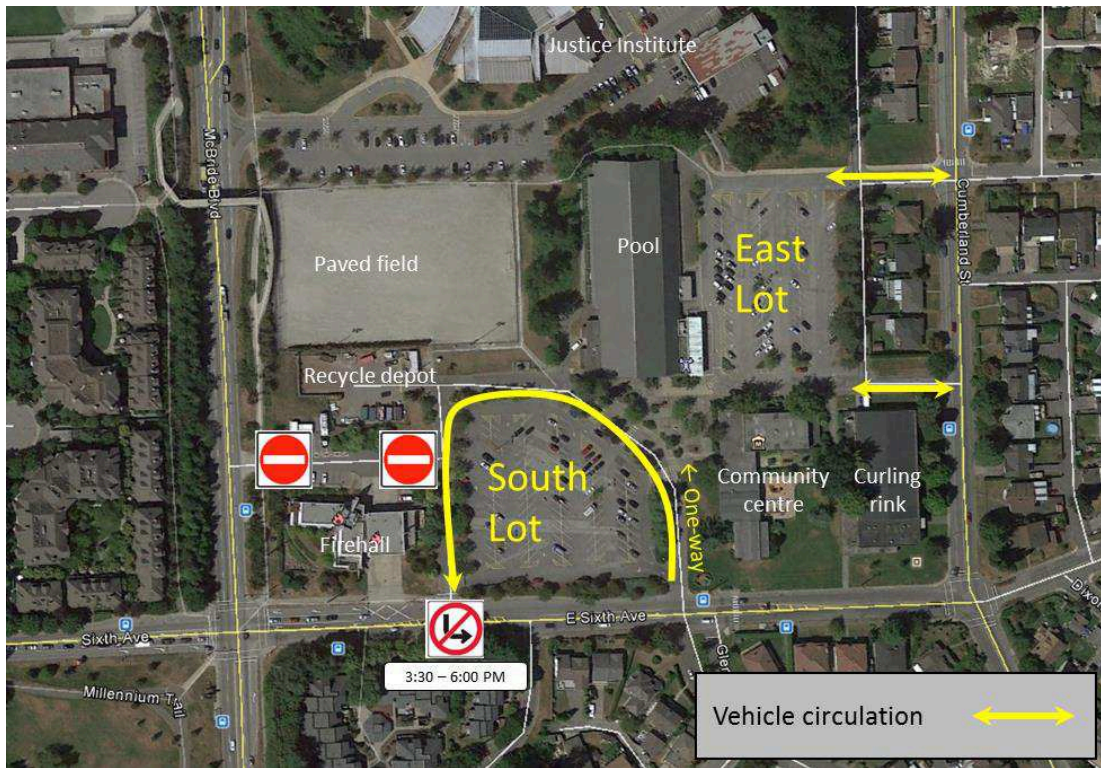 Justice Institute
McBride Blvd
Cumberland St
Paved field
Pool
East
Lot
Recycle depot
South
Lot
← One-way
Community
centre
Curling
rink
Firehall
Sixth Ave
E Sixth Ave
3:30 – 6:00 PM
Millennium Trail
Vehicle circulation